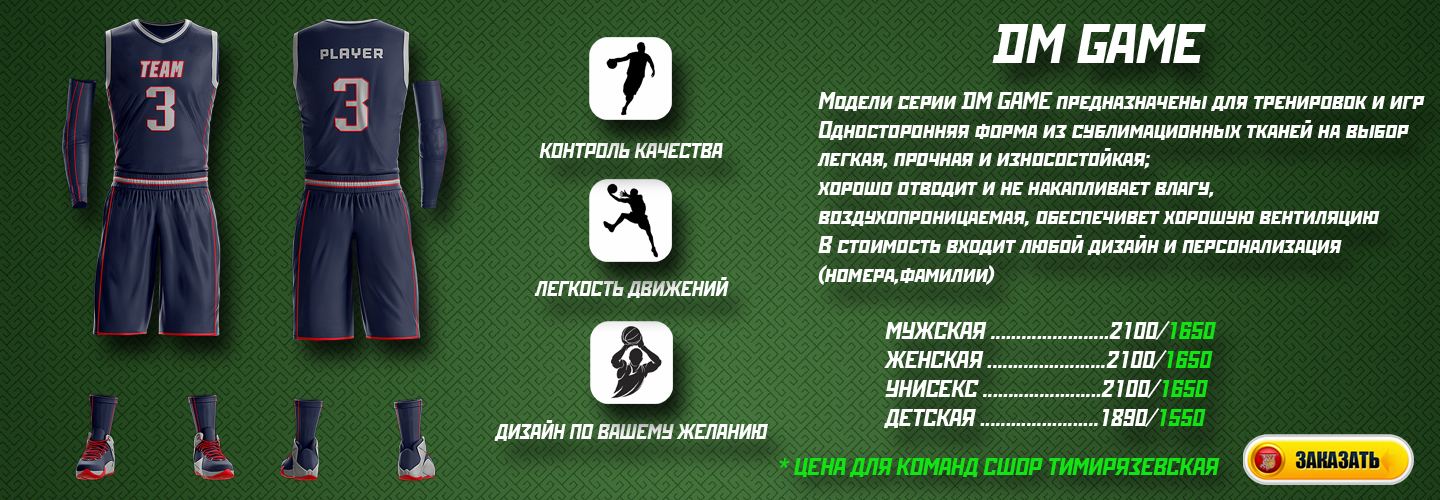 TEAM
3
PLAYER
3
КОНТРОЛЬ КАЧЕСТВА
ЛЕГКОСТЬ ДВИЖЕНИЙ
ДИЗАЙН ПО ВАШЕМУ ЖЕЛАНИЮ
DM GAME
Модели серии DM GAME предназначены для тренировок и игр
Односторонняя форма из сублимационных тканей на выбор
легкая, прочная и износостойкая;
хорошо отводит и не накапливает влагу,
воздухопроницаемая, обеспечивет хорошую вентиляцию
В стоимость входит любой дизайн и персонализация
(номера,фамилии)
МУЖСКАЯ .......................2100/1650
ЖЕНСКАЯ .......................2100/1650
УНИСЕКС .......................2100/1650
ДЕТСКАЯ .......................1890/1550
* ЦЕНА ДЛЯ КОМАНД СШОР ТИМИРЯЗЕВСКАЯ
ЗАКАЗАТЬ